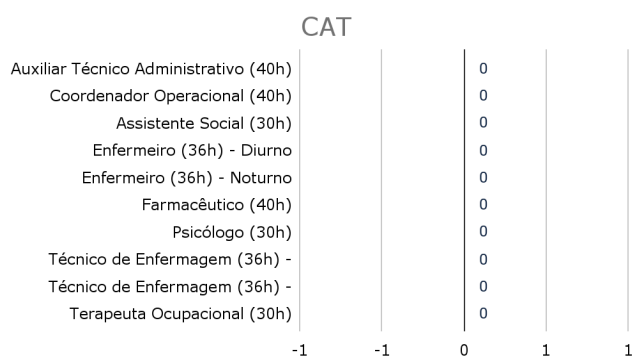 CAT
Auxiliar Técnico Administrativo (40h) 0
Coordenador Operacional (40h) 0
Assistente Social (30h) 0
Enfermeiro (36h) - Diurno 0
Enfermeiro (36h) - Noturno 0
Farmacêutico (40h) 0
Psicólogo (30h) 0
Técnico de Enfermagem (36h) - 0
Técnico de Enfermagem (36h) - 0
Terapeuta Ocupacional (30h) 0
-1 -1 0 1 1